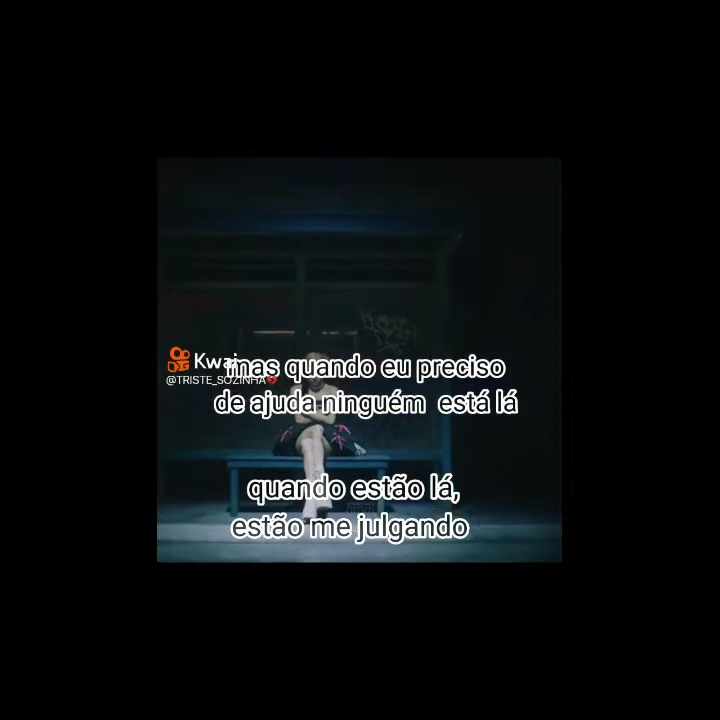 Kwai
@TRISTE_SOZINHA
mas quando eu preciso
de ajuda ninguém está lá
quando estão lá,
estão me julgando